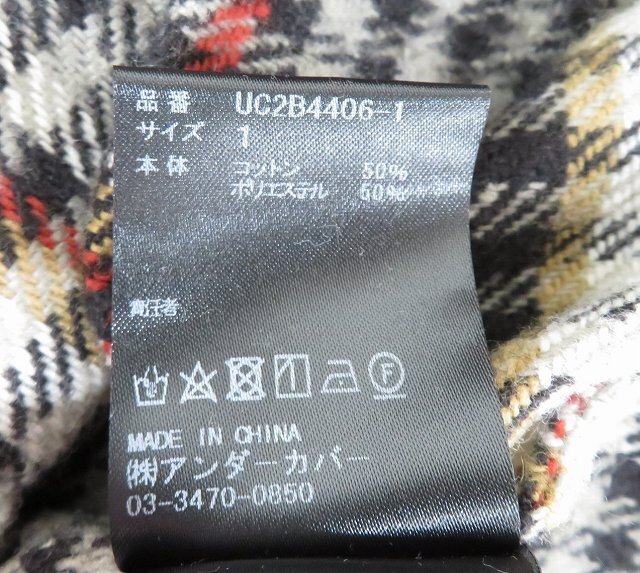 品番 UC2B4406-1
サイズ 1
本体 コットン 50%
ポリエステル 50%
責任者
F
MADE IN CHINA
㈱アンダーカバー
03-3470-0850